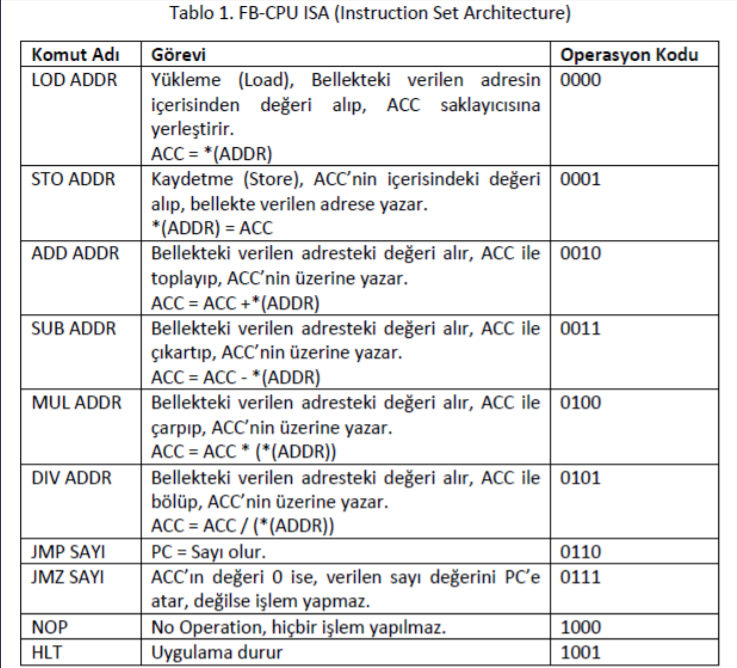 Tablo 1. FB-CPU ISA (Instruction Set Architecture)
Komut Adı Görevi Operasyon Kodu
LOD ADDR Yükleme (Load), Bellekteki verilen adresin 0000
içerisinden değeri alıp, ACC saklayıcısına
yerleştirir.
ACC = *(ADDR)
STO ADDR Kaydetme (Store), ACC’nin içerisindeki değeri 0001
alıp, bellekte verilen adrese yazar.
*(ADDR) = ACC
ADD ADDR Bellekteki verilen adresteki değeri alır, ACC ile 0010
toplayıp, ACC’nin üzerine yazar.
ACC = ACC +*(ADDR)
SUB ADDR Bellekteki verilen adresteki değeri alır, ACC ile 0011
çıkartıp, ACC’nin üzerine yazar.
ACC = ACC - *(ADDR)
MUL ADDR Bellekteki verilen adresteki değeri alır, ACC ile 0100
çarpıp, ACC’nin üzerine yazar.
ACC = ACC * (*(ADDR))
DIV ADDR Bellekteki verilen adresteki değeri alır, ACC ile 0101
bölüp, ACC’nin üzerine yazar.
ACC = ACC / (*(ADDR))
JMP SAYI PC = Sayı olur. 0110
JMZ SAYI ACC’ın değeri 0 ise, verilen sayı değerini PC’e 0111
atar, değilse işlem yapmaz.
NOP No Operation, hiçbir işlem yapılmaz. 1000
HLT Uygulama durur 1001